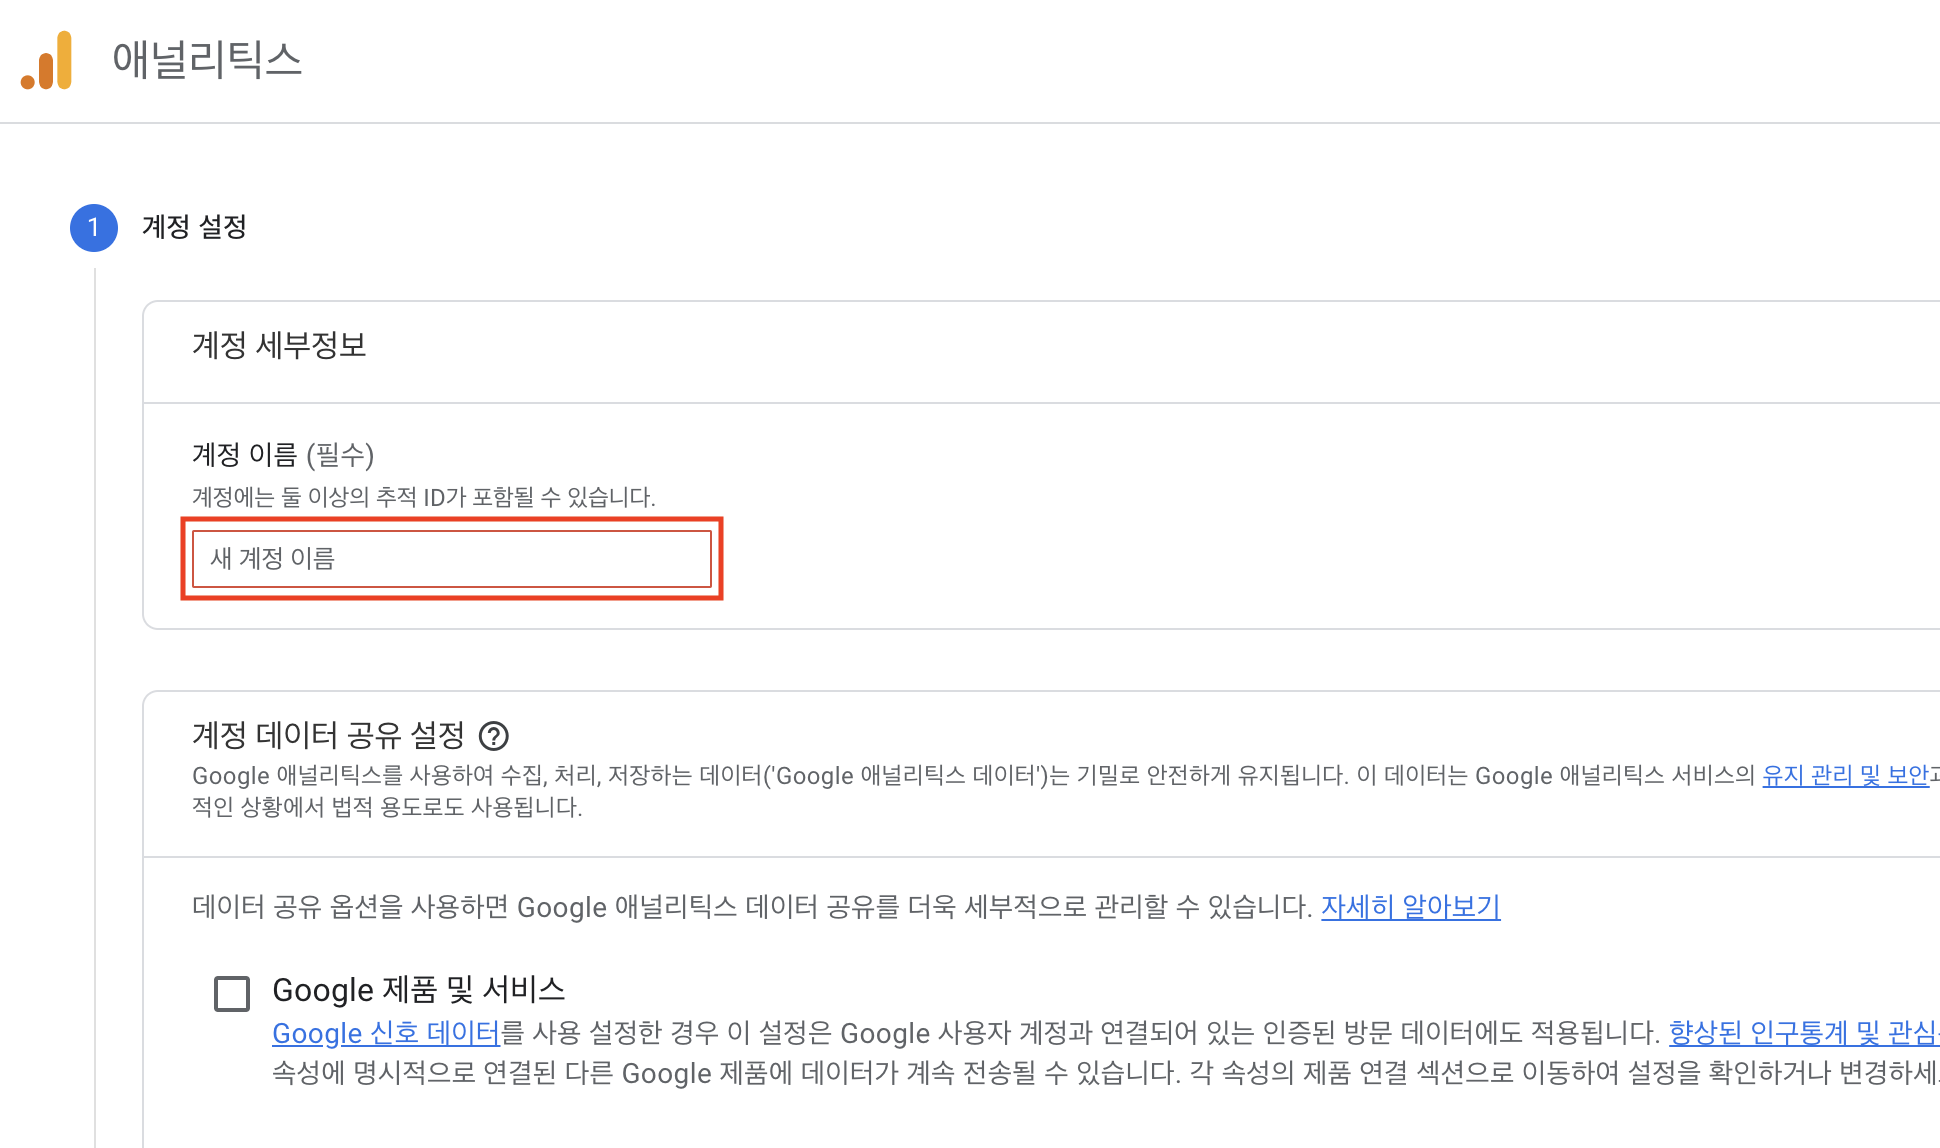 애널리틱스
1 계정 설정
계정 세부정보
계정 이름 (필수)
계정에는 둘 이상의 추적 ID가 포함될 수 있습니다.
새 계정 이름
계정 데이터 공유 설정 ?
Google 애널리틱스를 사용하여 수집, 처리, 저장하는 데이터('Google 애널리틱스 데이터')는 기밀로 안전하게 유지됩니다. 이 데이터는 Google 애널리틱스 서비스의 유지 관리 및 보안
적인 상황에서 법적 용도로도 사용됩니다.
데이터 공유 옵션을 사용하면 Google 애널리틱스 데이터 공유를 더욱 세부적으로 관리할 수 있습니다. 자세히 알아보기
Google 제품 및 서비스
Google 신호 데이터를 사용 설정한 경우 이 설정은 Google 사용자 계정과 연결되어 있는 인증된 방문 데이터에도 적용됩니다. 향상된 인구통계 및 관심
속성에 명시적으로 연결된 다른 Google 제품에 데이터가 계속 전송될 수 있습니다. 각 속성의 제품 연결 섹션으로 이동하여 설정을 확인하거나 변경하세